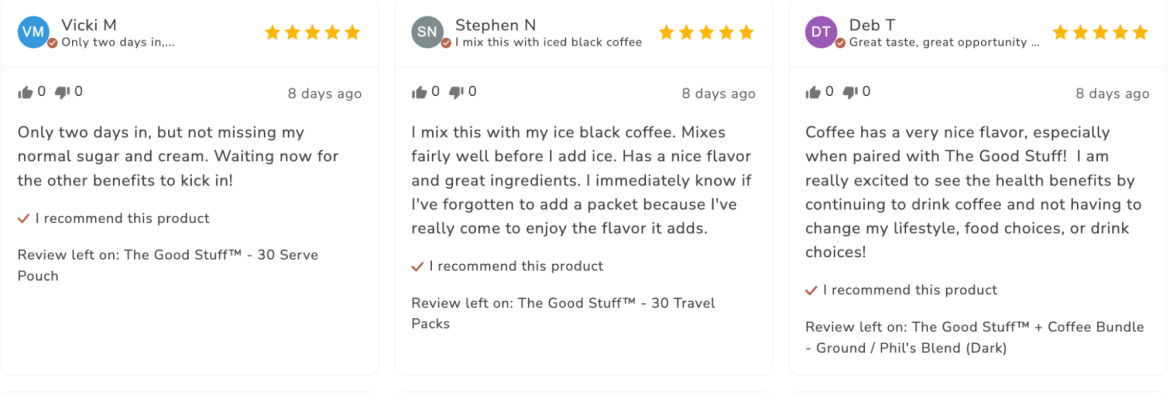 VM
Vicki M
Only two days in,...
0 0
8 days ago
Only two days in, but not missing my
normal sugar and cream. Waiting now for
the other benefits to kick in!
I recommend this product
Review left on: The Good Stuff™ - 30 Serve
Pouch
SN
Stephen N
I mix this with iced black coffee
0 0
8 days ago
I mix this with my ice black coffee. Mixes
fairly well before I add ice. Has a nice flavor
and great ingredients. I immediately know if
I've forgotten to add a packet because I've
really come to enjoy the flavor it adds.
I recommend this product
Review left on: The Good Stuff™ - 30 Travel
Packs
DT
Deb T
Great taste, great opportunity ...
0 0
8 days ago
Coffee has a very nice flavor, especially
when paired with The Good Stuff!  I am
really excited to see the health benefits by
continuing to drink coffee and not having to
change my lifestyle, food choices, or drink
choices!
I recommend this product
Review left on: The Good Stuff™ + Coffee Bundle
- Ground / Phil's Blend (Dark)